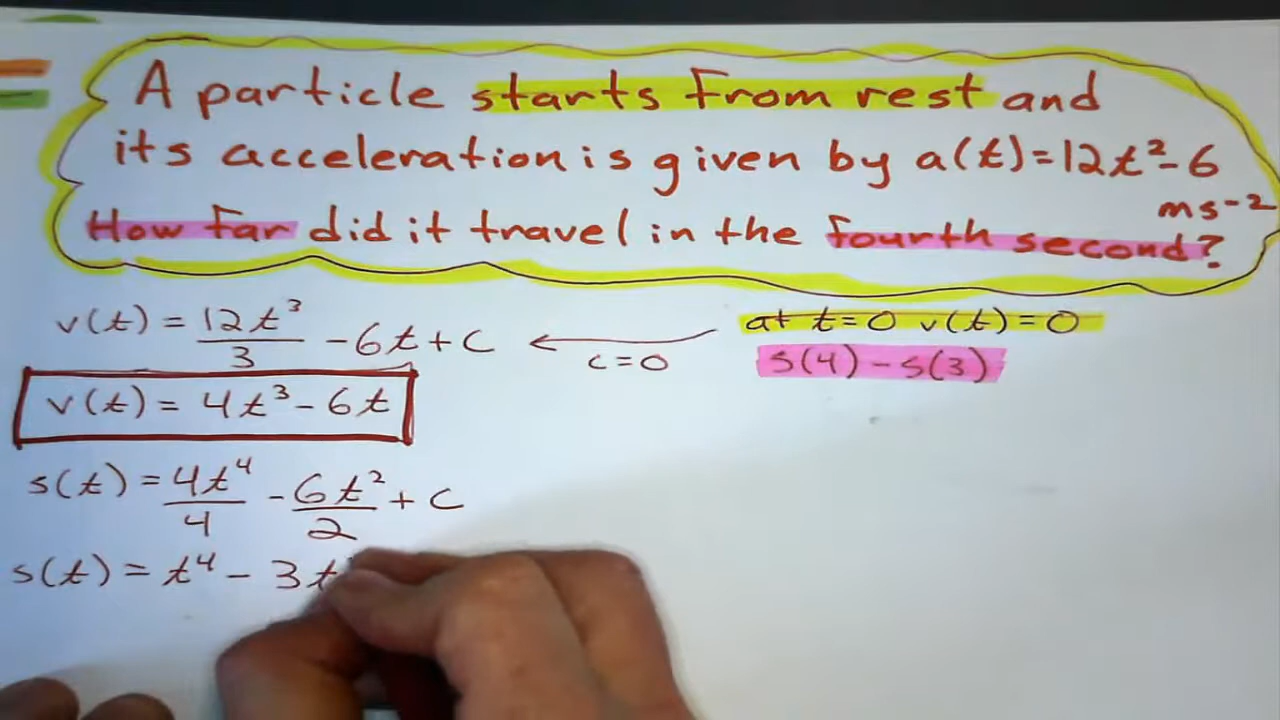 A particle starts from rest and
its acceleration is given by a(t)=12t²-6
ms⁻²
How far did it travel in the fourth second?
v(t) = 12t³/3 - 6t + c
c=0
at t=0 v(t)=0
s(4) - s(3)
v(t) = 4t³ - 6t
s(t) = 4t⁴/4 - 6t²/2 + c
s(t) = t⁴ - 3t